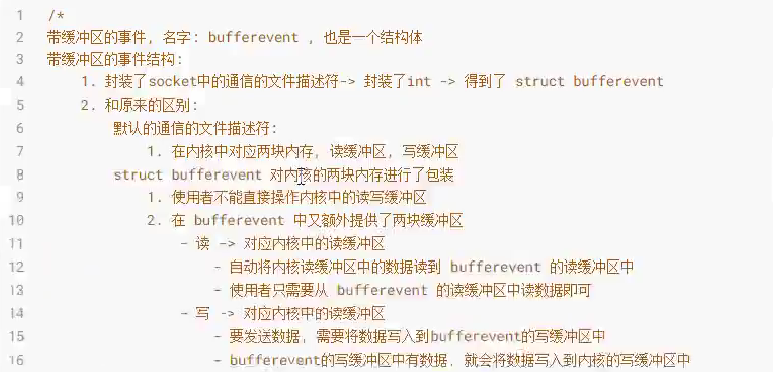 1 /*
2 带缓冲区的事件, 名字: bufferevent , 也是一个结构体
3 带缓冲区的事件结构:
4 1. 封装了socket中的通信的文件描述符-> 封装了int -> 得到了 struct bufferevent
5 2. 和原来的区别:
6 默认的通信的文件描述符:
7 1. 在内核中对应两块内存, 读缓冲区, 写缓冲区
8 struct bufferevent 对内核的两块内存进行了包装
9 1. 使用者不能直接操作内核中的读写缓冲区
10 2. 在 bufferevent 中又额外提供了两块缓冲区
11 - 读 -> 对应内核中的读缓冲区
12 - 自动将内核读缓冲区中的数据读到 bufferevent 的读缓冲区中
13 - 使用者只需要从 bufferevent 的读缓冲区中读数据即可
14 - 写 -> 对应内核中的读缓冲区
15 - 要发送数据, 需要将数据写入到bufferevent的写缓冲区中
16 - bufferevent的写缓冲区中有数据, 就会将数据写入到内核的写缓冲区中